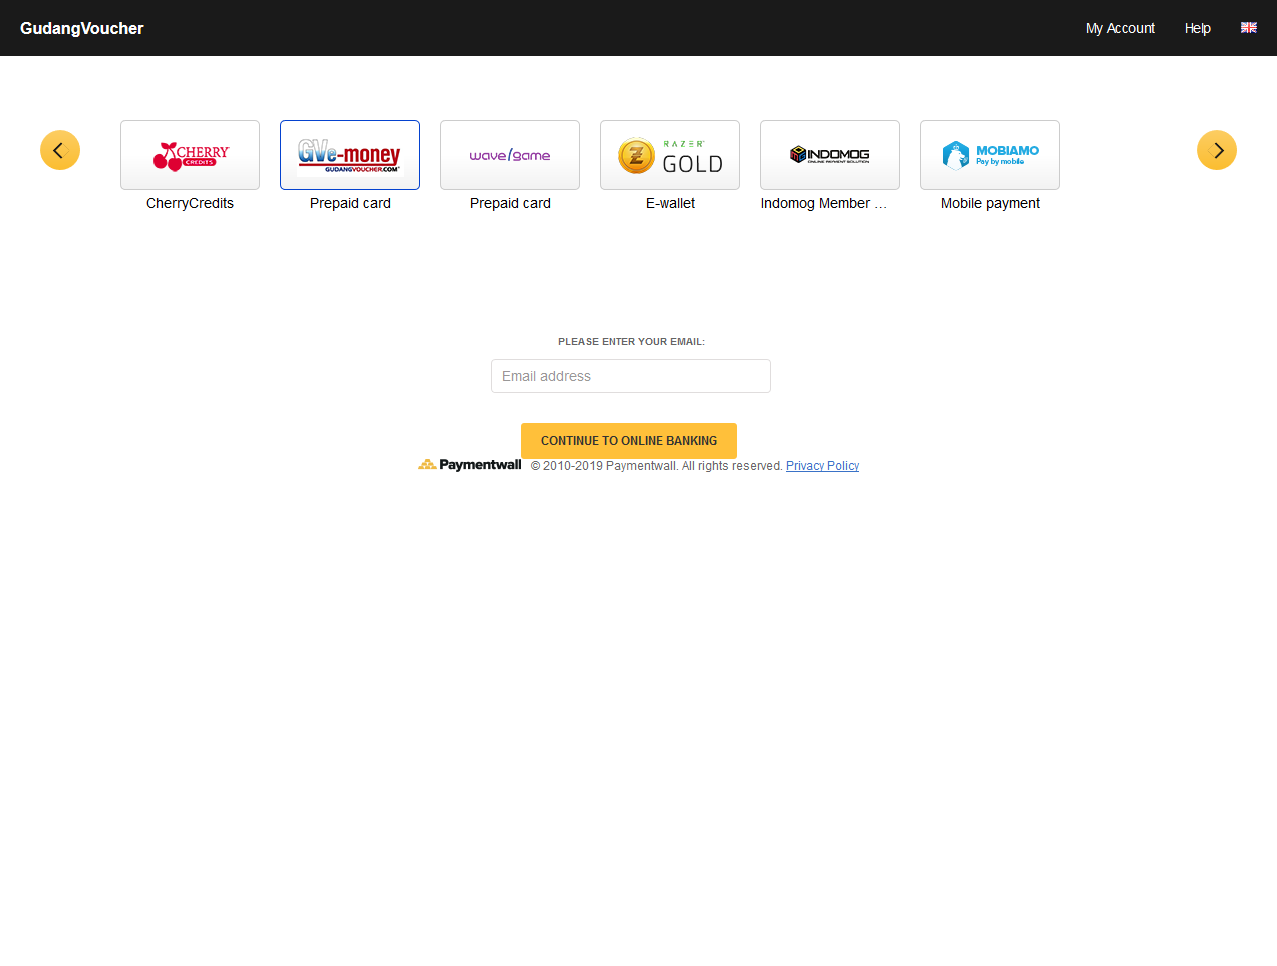 GudangVoucher
My Account
Help
CHERRY
CREDITS
GVe-money
GUDANGVOUCHER.COM
wave/game
RAZER
GOLD
INDOMOG
ONLINE PAYMENT SOLUTION
MOBIAMO
Pay by mobile
CherryCredits
Prepaid card
Prepaid card
E-wallet
Indomog Member ...
Mobile payment
PLEASE ENTER YOUR EMAIL:
Email address
CONTINUE TO ONLINE BANKING
Paymentwall © 2010-2019 Paymentwall. All rights reserved. Privacy Policy